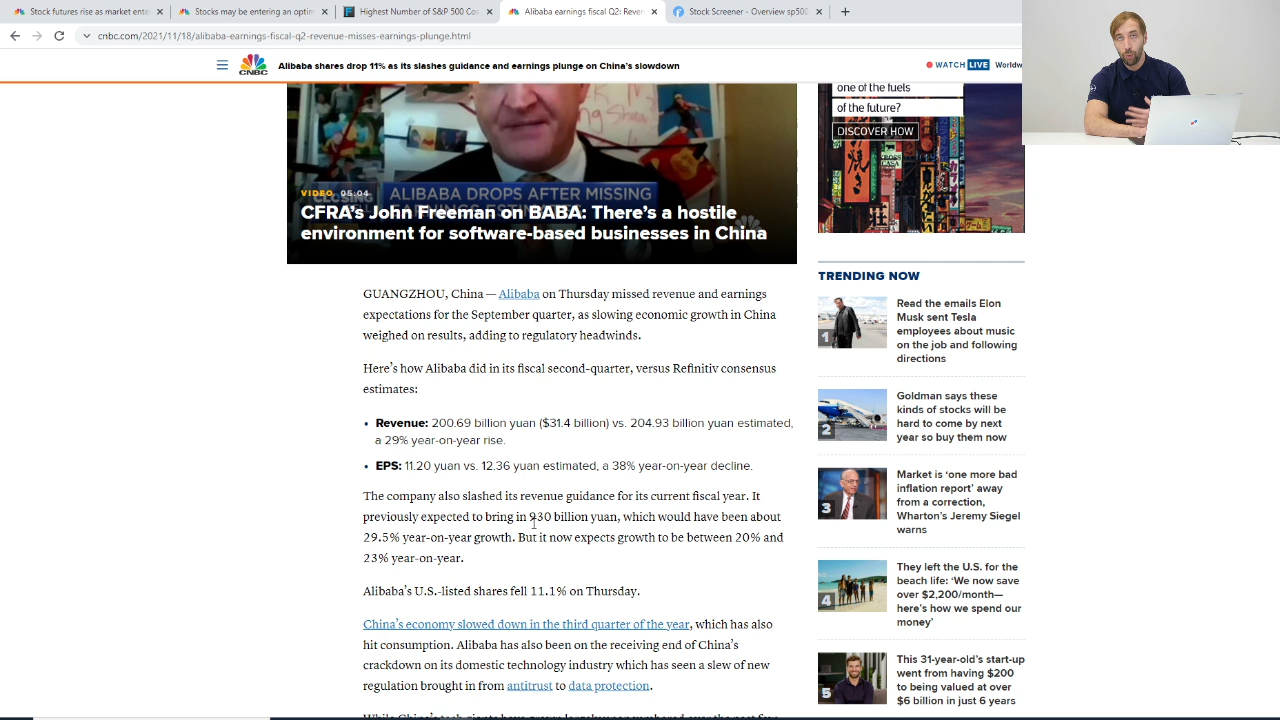 Stock futures rise as market ente
Stocks may be entering an optim
Highest Number of S&P 500 Cos
Alibaba earnings fiscal Q2: Reven
Stock Screener - Overview sp500
cnbc.com/2021/11/18/alibaba-earnings-fiscal-q2-revenue-misses-earnings-plunge.html
CNBC
Alibaba shares drop 11% as its slashes guidance and earnings plunge on China's slowdown
WATCH LIVE
Worldw
one of the fuels
of the future?
DISCOVER HOW
ALIBABA DROPS AFTER MISSING
VIDEO 05:04
CFRA's John Freeman on BABA: There's a hostile
environment for software-based businesses in China
GUANGZHOU, China — Alibaba on Thursday missed revenue and earnings
expectations for the September quarter, as slowing economic growth in China
weighed on results, adding to regulatory headwinds.
Here's how Alibaba did in its fiscal second-quarter, versus Refinitiv consensus
estimates:
• Revenue: 200.69 billion yuan ($31.4 billion) vs. 204.93 billion yuan estimated,
a 29% year-on-year rise.
• EPS: 11.20 yuan vs. 12.36 yuan estimated, a 38% year-on-year decline.
The company also slashed its revenue guidance for its current fiscal year. It
previously expected to bring in 930 billion yuan, which would have been about
29.5% year-on-year growth. But it now expects growth to be between 20% and
23% year-on-year.
Alibaba's U.S.-listed shares fell 11.1% on Thursday.
China's economy slowed down in the third quarter of the year, which has also
hit consumption. Alibaba has also been on the receiving end of China's
crackdown on its domestic technology industry which has seen a slew of new
regulation brought in from antitrust to data protection.
TRENDING NOW
1
Read the emails Elon
Musk sent Tesla
employees about music
on the job and following
directions
2
Goldman says these
kinds of stocks will be
hard to come by next
year so buy them now
3
Market is 'one more bad
inflation report' away
from a correction,
Wharton's Jeremy Siegel
warns
4
They left the U.S. for the
beach life: 'We now save
over $2,200/month—
here's how we spend our
money'
5
This 31-year-old's start-up
went from having $200
to being valued at over
$6 billion in just 6 years